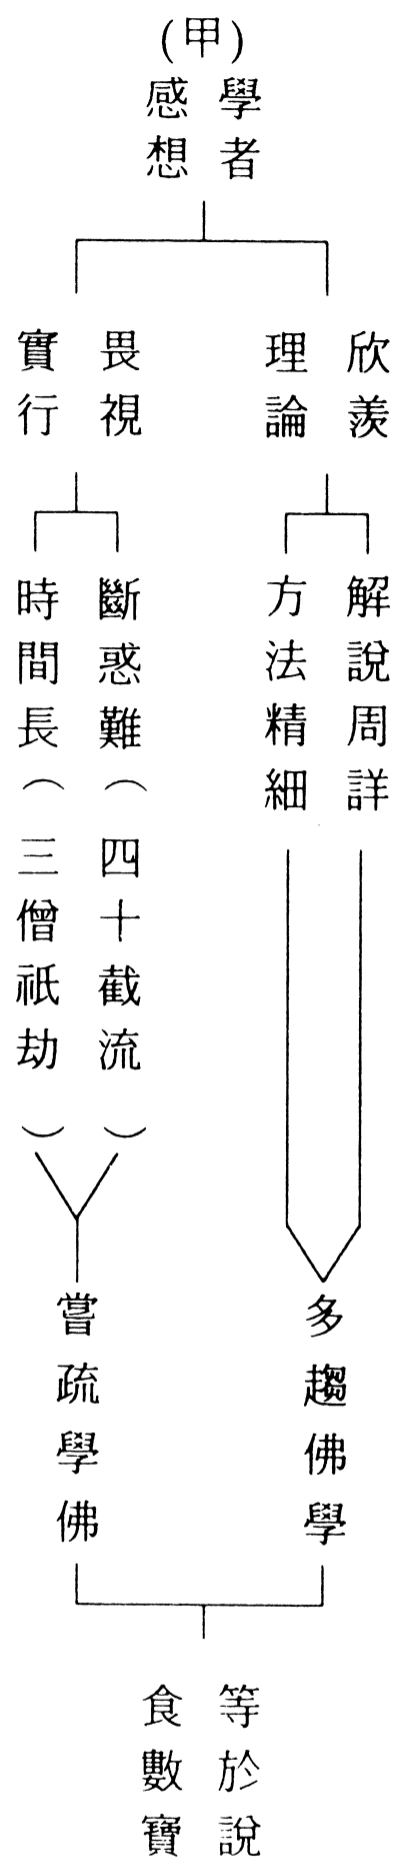 (甲)
學者
感想
欣羨
理論
解說周詳
方法精細
多趨佛學
畏視
實行
斷惑難（四十截流）
時間長（三僧祇劫）
嘗疏學佛
等於說
食數寶